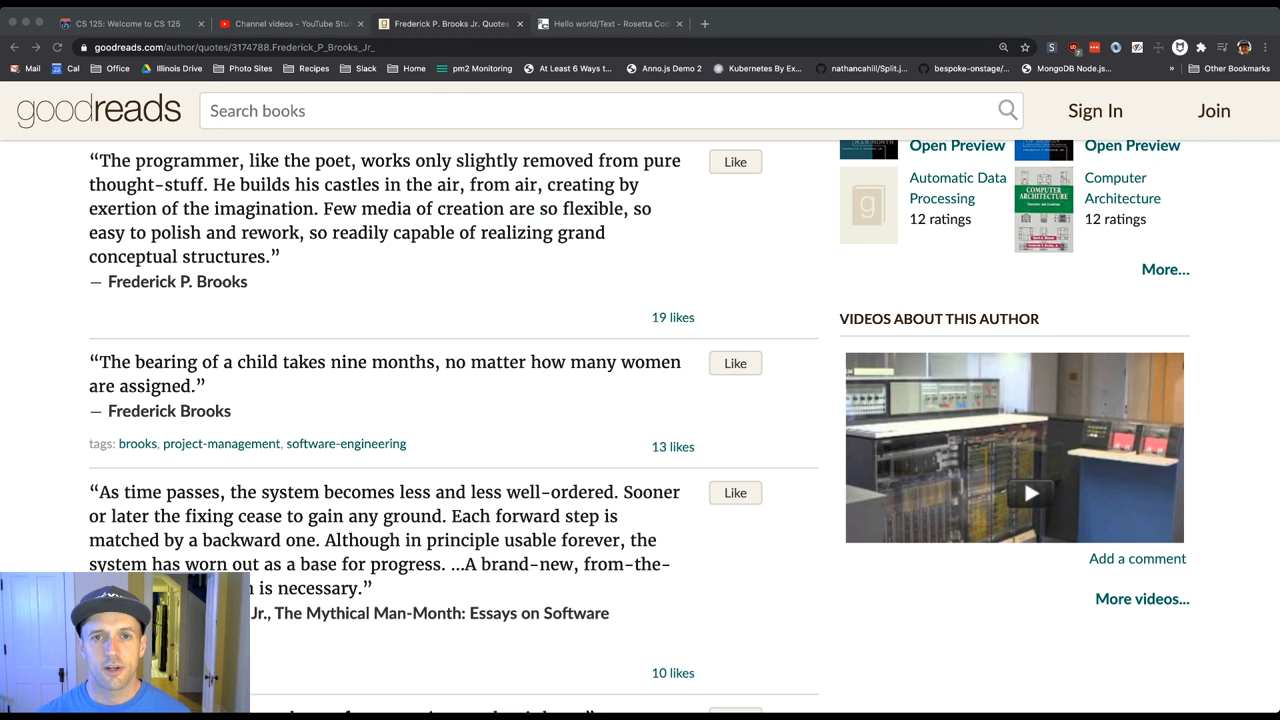 CS 125: Welcome to CS 125
Channel videos - YouTube Stu
Frederick P. Brooks Jr. Quotes
Hello world/Text - Rosetta Cod
goodreads.com/author/quotes/3174788.Frederick_P_Brooks_Jr_
Mail
Cal
Office
Illinois Drive
Photo Sites
Recipes
Home
pm2 Monitoring
At Least 6 Ways t...
Anno.js Demo 2
Kubernetes By Ex...
nathancahill/Split.j...
bespoke-onstage/...
MongoDB Node.js...
»
Other Bookmarks
goodreads
Search books
Sign In
Join
“The programmer, like the poet, works only slightly removed from pure
thought-stuff. He builds his castles in the air, from air, creating by
exertion of the imagination. media of creation are so flexible, so
easy to polish and rework, so dily capable of realizing grand
conceptual structures.”
― Frederick P. Brooks
19 likes
Like
“The bearing of a child takes nine months, no matter how many women
are assigned.”
― Frederick Brooks
tags: brooks, project-management, software-engineering
13 likes
Like
“As time passes, the system becomes less and less well-ordered. Sooner
or later the fixing cease to gain any ground. Each forward step is
matched by a backward one. Although in principle usable forever, the
system has worn out as a base for progress. ...A brand-new, from-the-
is necessary.”
Jr., The Mythical Man-Month: Essays on Software
10 likes
Like
Open Preview
Open Preview
Automatic Data
Processing
12 ratings
COMPUTER
ARCHITECTURE
Computer
Architecture
12 ratings
More...
VIDEOS ABOUT THIS AUTHOR
Add a comment
More videos...